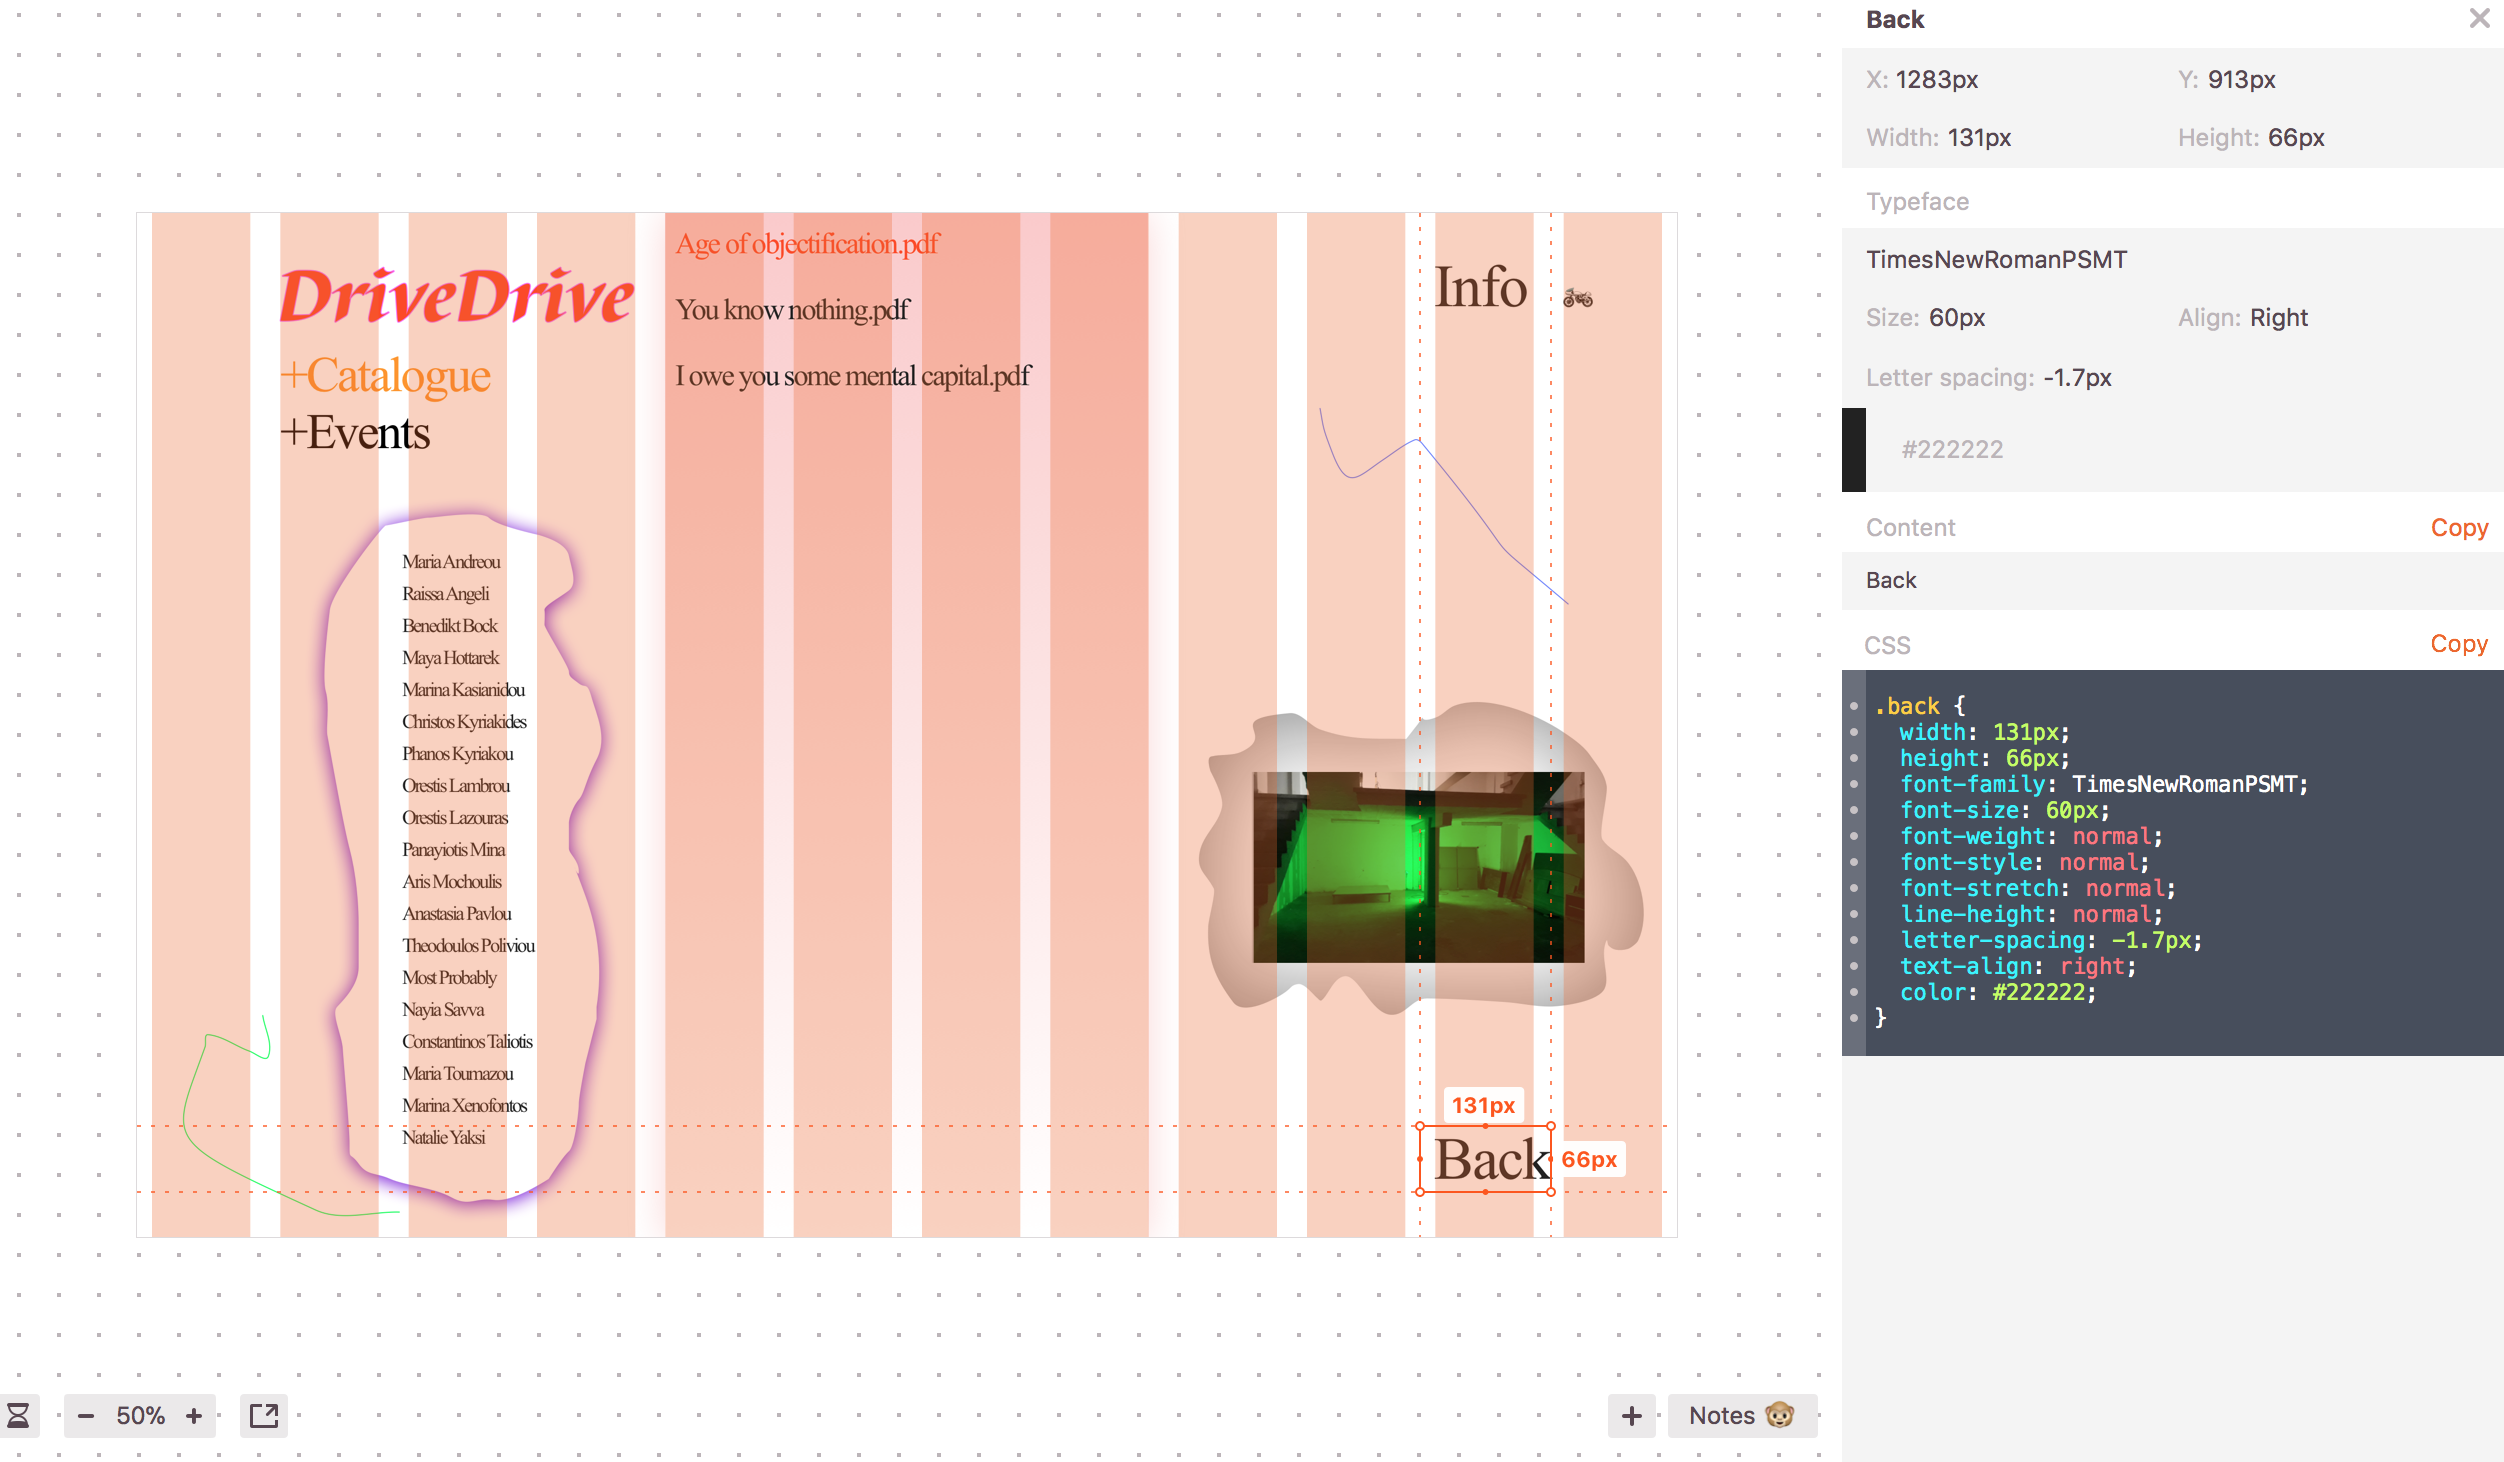 DriveDrive
+Catalogue
+Events
Maria Andreou
Raissa Angeli
Benedikt Bock
Maya Hottarek
Marina Kasianidou
Christos Kyriakides
Phanos Kyriakou
Orestis Lambrou
Orestis Lazouras
Panayiotis Mina
Aris Mochoulis
Anastasia Pavlou
Theodoulos Poliviou
Most Probably
Nayia Savva
Constantinos Taliotis
Maria Toumazou
Marina Xenofontos
Natalie Yaksi
Age of objectification.pdf
You know nothing.pdf
I owe you some mental capital.pdf
Info
131px
Back
66px
50%
Notes
Back
X: 1283px
Y: 913px
Width: 131px
Height: 66px
Typeface
TimesNewRomanPSMT
Size: 60px
Align: Right
Letter spacing: -1.7px
#222222
Content
Copy
Back
CSS
Copy
.back {
width: 131px;
height: 66px;
font-family: TimesNewRomanPSMT;
font-size: 60px;
font-weight: normal;
font-style: normal;
font-stretch: normal;
line-height: normal;
letter-spacing: -1.7px;
text-align: right;
color: #222222;
}